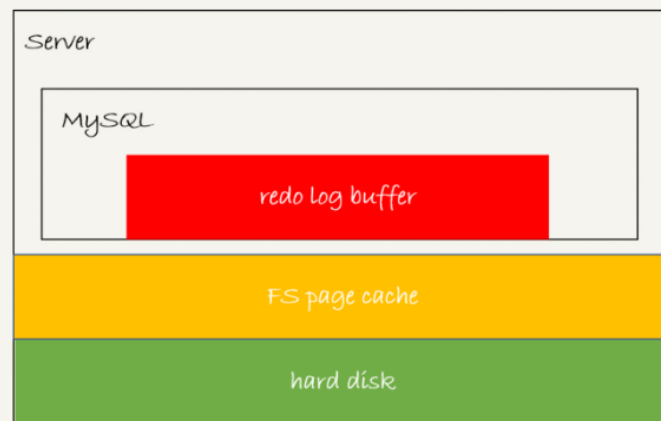 Server
MySQL
redo log buffer
FS page cache
hard disk